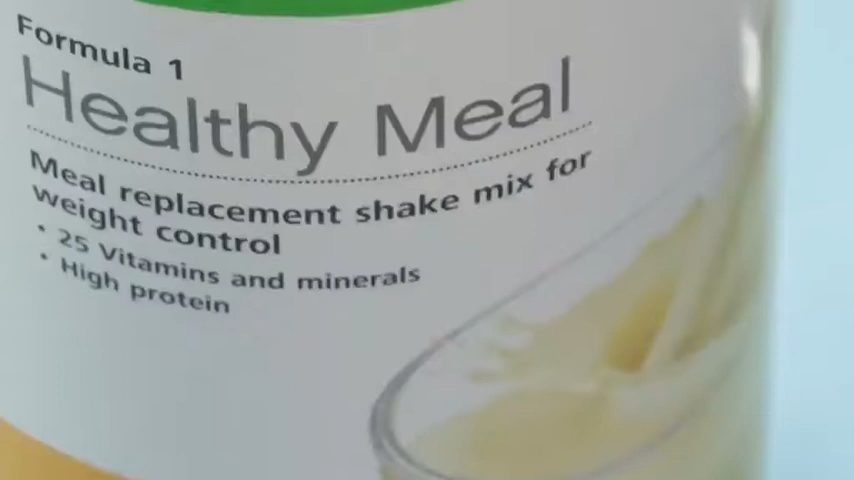 Formula 1
Healthy Meal
Meal replacement shake mix for
weight control
• 25 Vitamins and minerals
• High protein